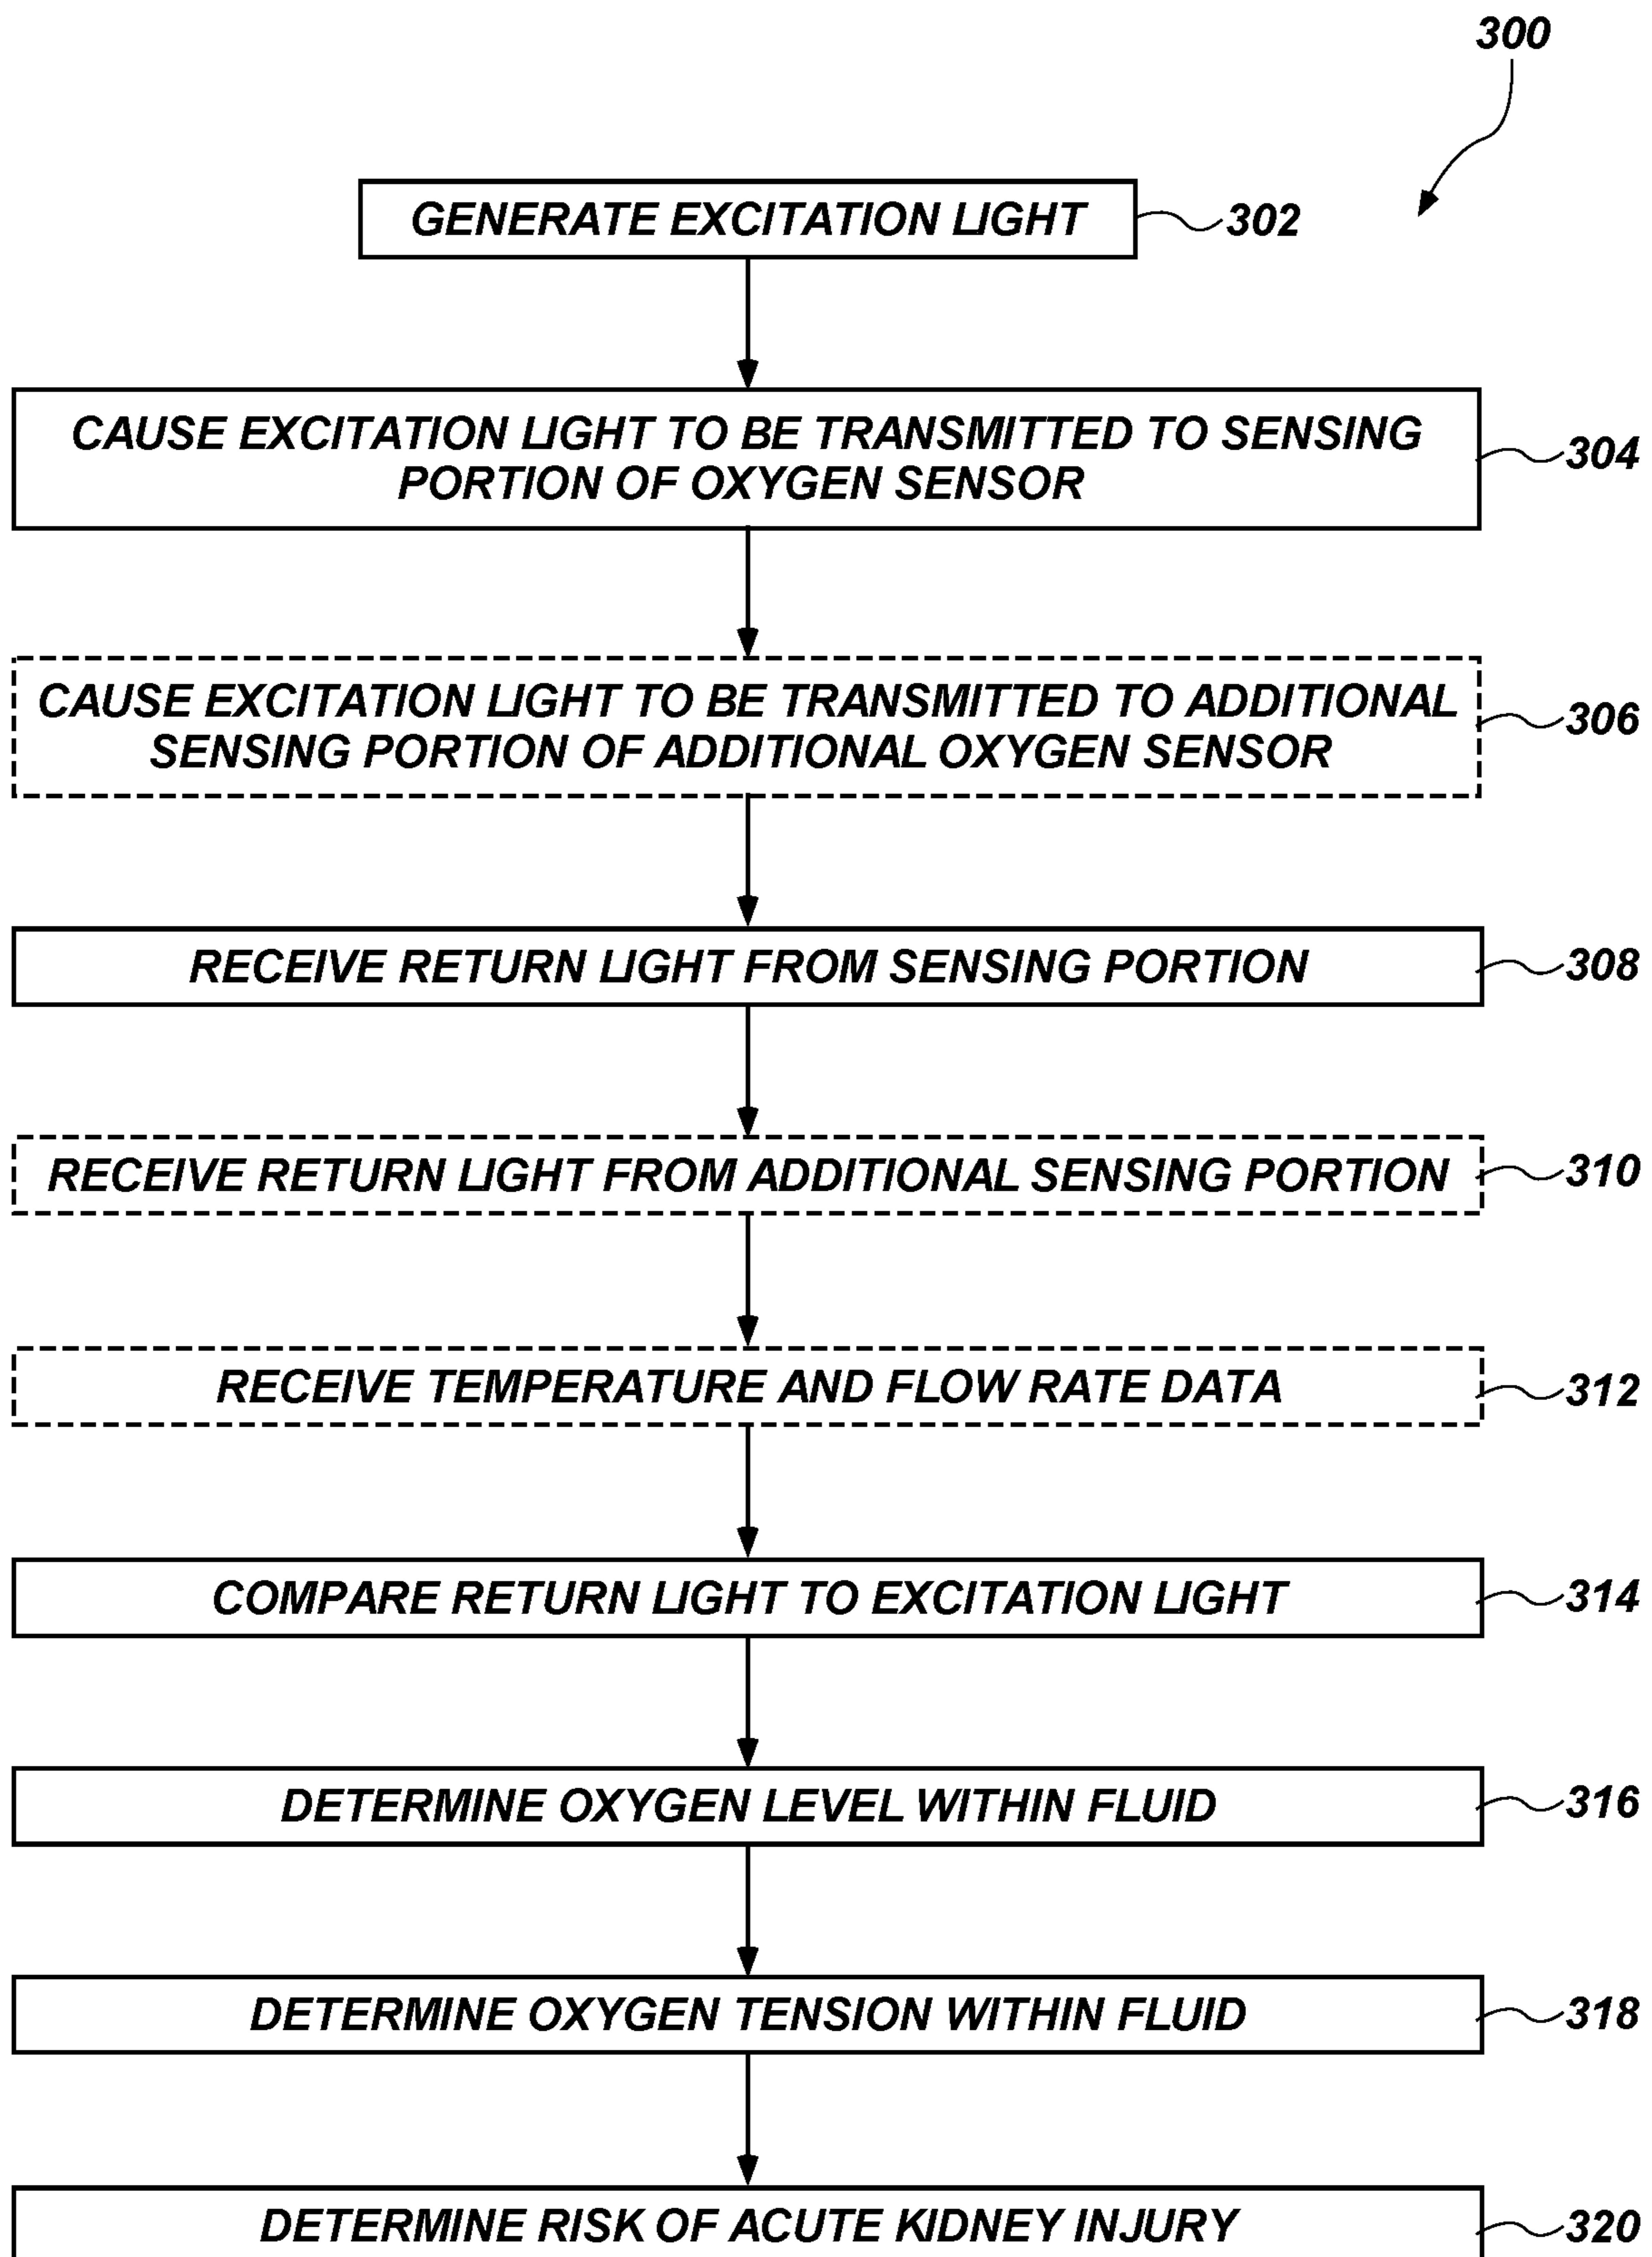 300
GENERATE EXCITATION LIGHT
302
CAUSE EXCITATION LIGHT TO BE TRANSMITTED TO SENSING
PORTION OF OXYGEN SENSOR
304
CAUSE EXCITATION LIGHT TO BE TRANSMITTED TO ADDITIONAL
SENSING PORTION OF ADDITIONAL OXYGEN SENSOR
306
RECEIVE RETURN LIGHT FROM SENSING PORTION
308
RECEIVE RETURN LIGHT FROM ADDITIONAL SENSING PORTION
310
RECEIVE TEMPERATURE AND FLOW RATE DATA
312
COMPARE RETURN LIGHT TO EXCITATION LIGHT
314
DETERMINE OXYGEN LEVEL WITHIN FLUID
316
DETERMINE OXYGEN TENSION WITHIN FLUID
318
DETERMINE RISK OF ACUTE KIDNEY INJURY
320